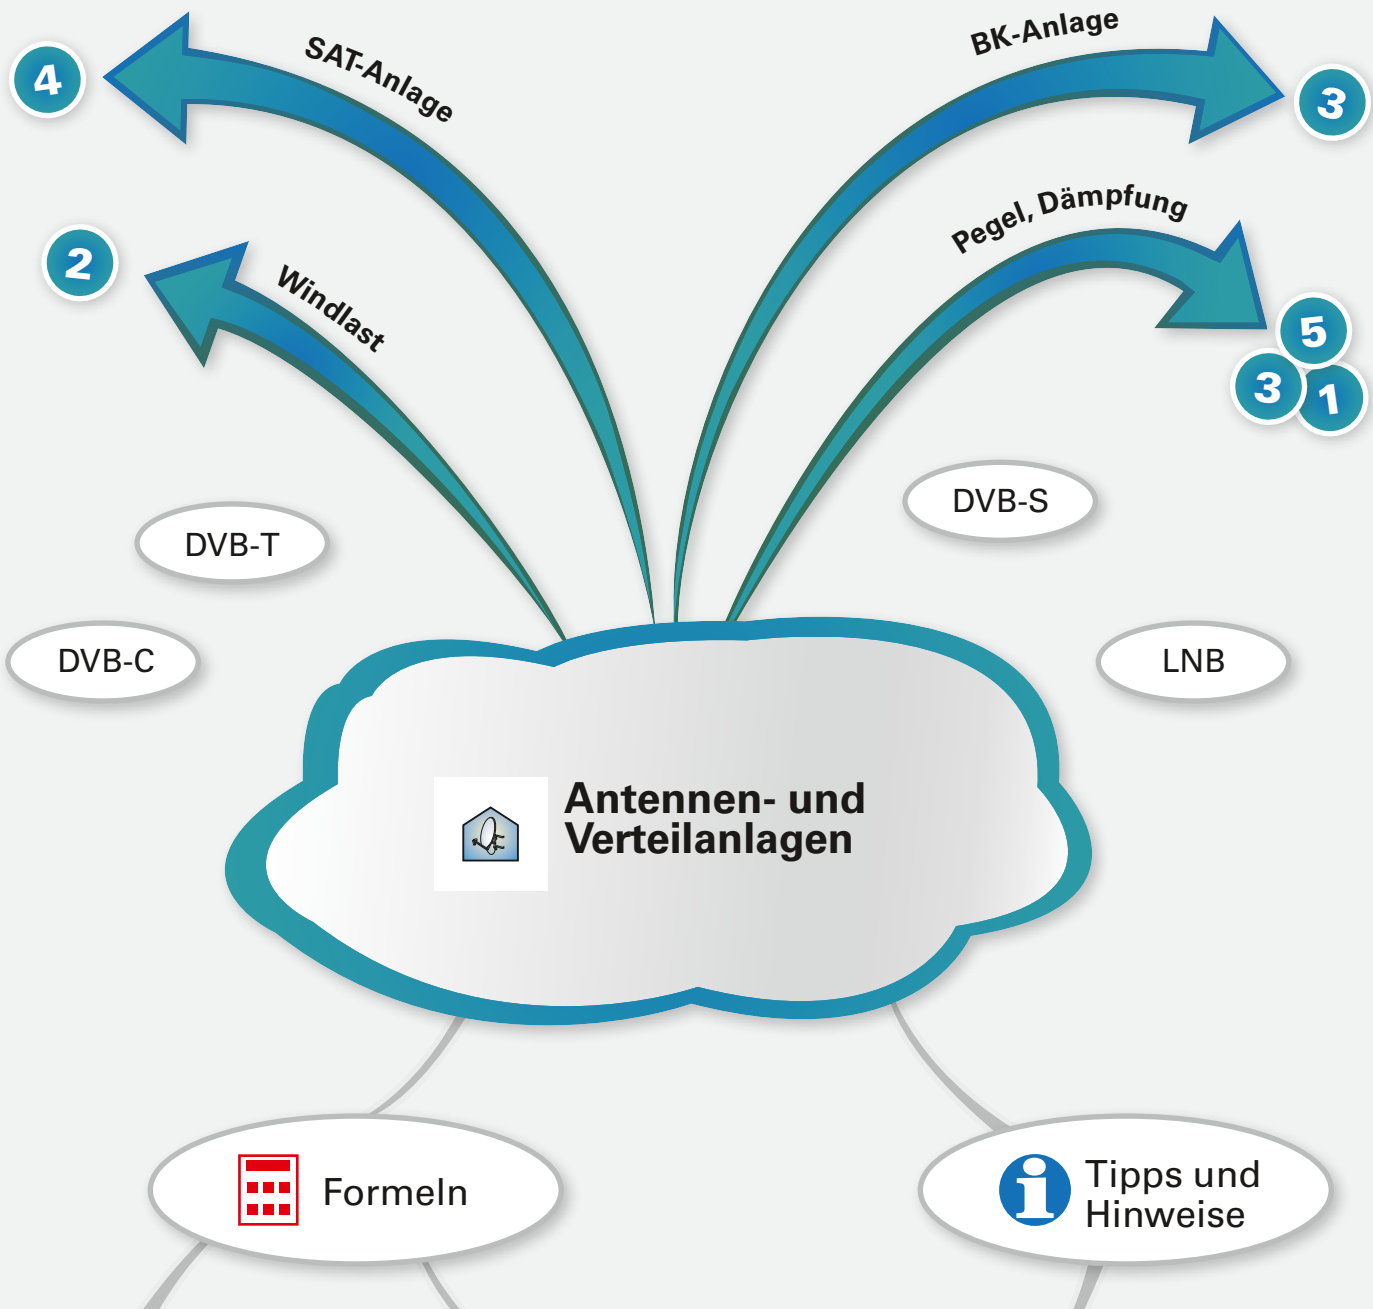 4
SAT-Anlage
BK-Anlage
3
2
Windlast
Pegel, Dämpfung
5
3
1
DVB-T
DVB-S
DVB-C
LNB
Antennen- und
Verteilanlagen
Formeln
Tipps und
Hinweise